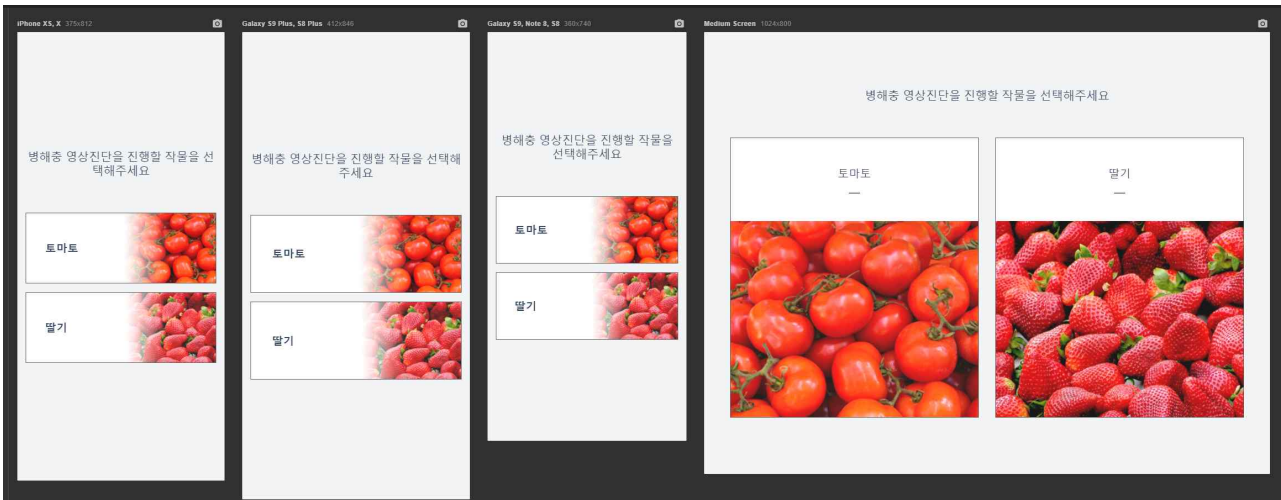 iPhone XS, X 375x812
병해충 영상진단을 진행할 작물을 선
택해주세요
토마토
딸기
Galaxy S9 Plus, S8 Plus 412x846
병해충 영상진단을 진행할 작물을 선택해
주세요
토마토
딸기
Galaxy S9, Note 8, S8 360x740
병해충 영상진단을 진행할 작물을
선택해주세요
토마토
딸기
Medium Screen 1024x800
병해충 영상진단을 진행할 작물을 선택해주세요
토마토
딸기